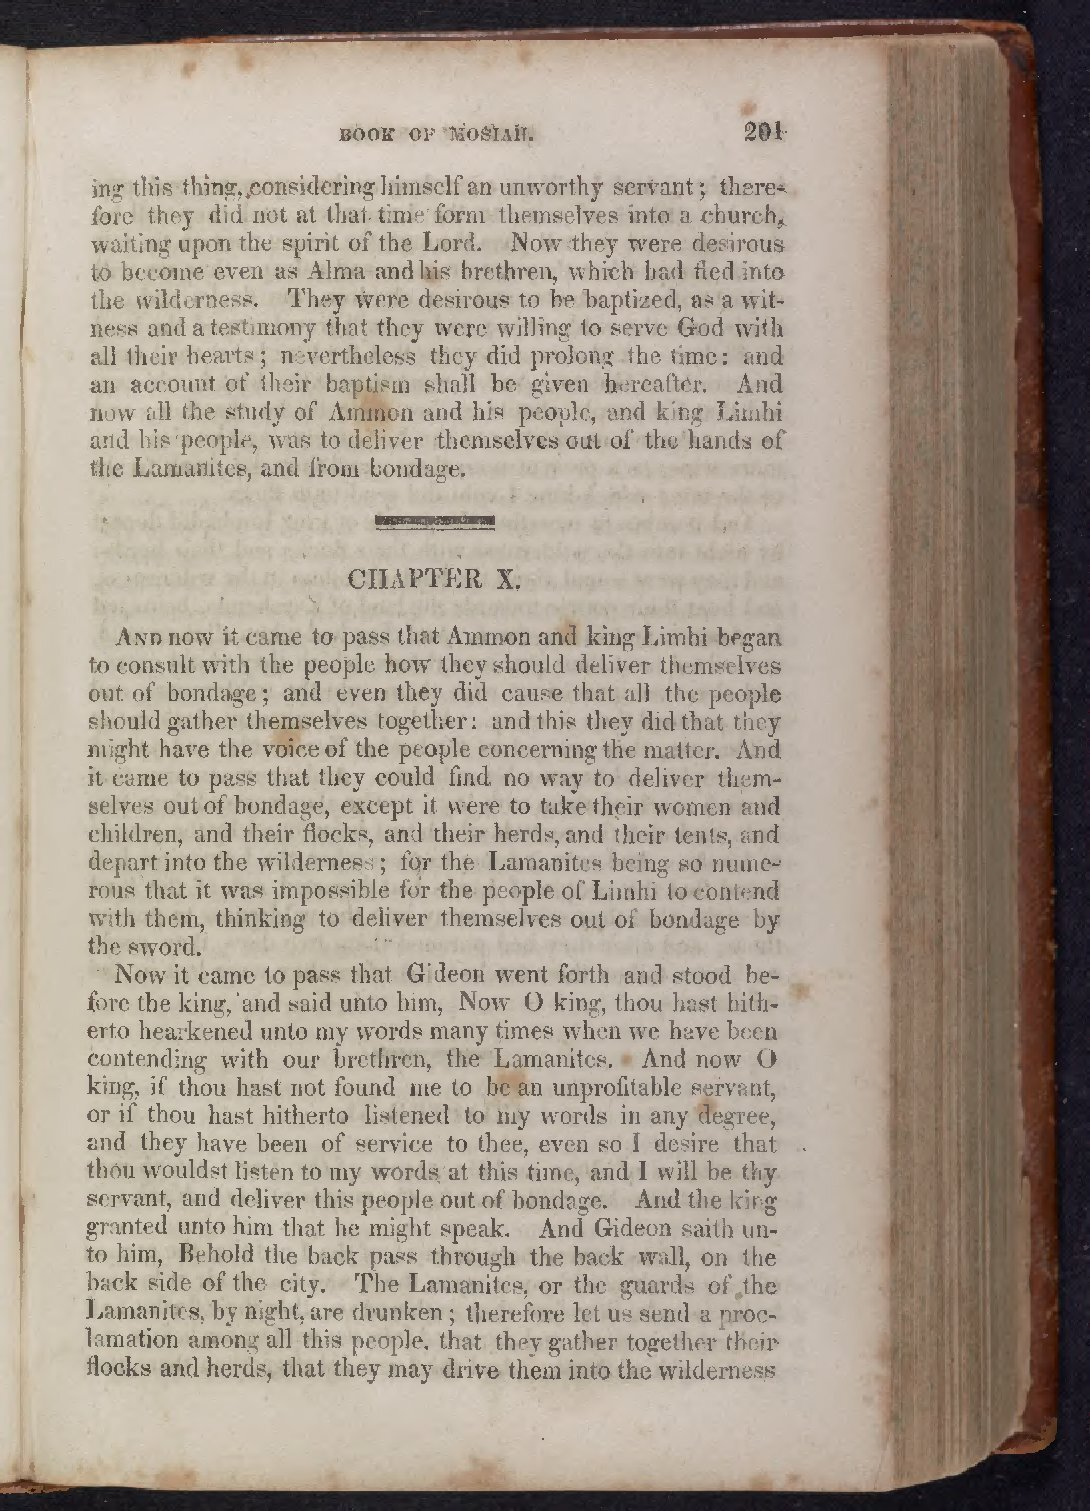 BOOK OF MOSIAH. 201
ing this thing, considering himself an unworthy servant; there-
fore they did not at that time form themselves into a church,
waiting upon the spirit of the Lord. Now they were desirous
to become even as Alma and his brethren, which had fled into
the wilderness. They were desirous to be baptized, as a wit-
ness and a testimony that they were willing to serve God with
all their hearts; nevertheless they did prolong the time: and
an account of their baptism shall be given hereafter. And
now all the study of Ammon and his people, and king Limhi
and his people, was to deliver themselves out of the hands of
the Lamanites, and from bondage.
CHAPTER X.
AND now it came to pass that Ammon and king Limhi began
to consult with the people how they should deliver themselves
out of bondage; and even they did cause that all the people
should gather themselves together: and this they did that they
might have the voice of the people concerning the matter. And
it came to pass that they could find no way to deliver them-
selves out of bondage, except it were to take their women and
children, and their flocks, and their herds, and their tents, and
depart into the wilderness; for the Lamanites being so nume-
rous that it was impossible for the people of Limhi to contend
with them, thinking to deliver themselves out of bondage by
the sword.
Now it came to pass that Gideon went forth and stood be-
fore the king, and said unto him, Now O king, thou hast hith-
erto hearkened unto my words many times when we have been
contending with our brethren, the Lamanites. And now O
king, if thou hast not found me to be an unprofitable servant,
or if thou hast hitherto listened to my words in any degree,
and they have been of service to thee, even so I desire that
thou wouldst listen to my words at this time, and I will be thy
servant, and deliver this people out of bondage. And the king
granted unto him that he might speak. And Gideon saith un-
to him, Behold the back pass through the back wall, on the
back side of the city. The Lamanites, or the guards of the
Lamanites, by night, are drunken; therefore let us send a proc-
lamation among all this people, that they gather together their
flocks and herds, that they may drive them into the wilderness